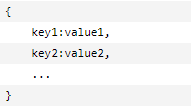 {
key1:value1,
key2:value2,
...
}